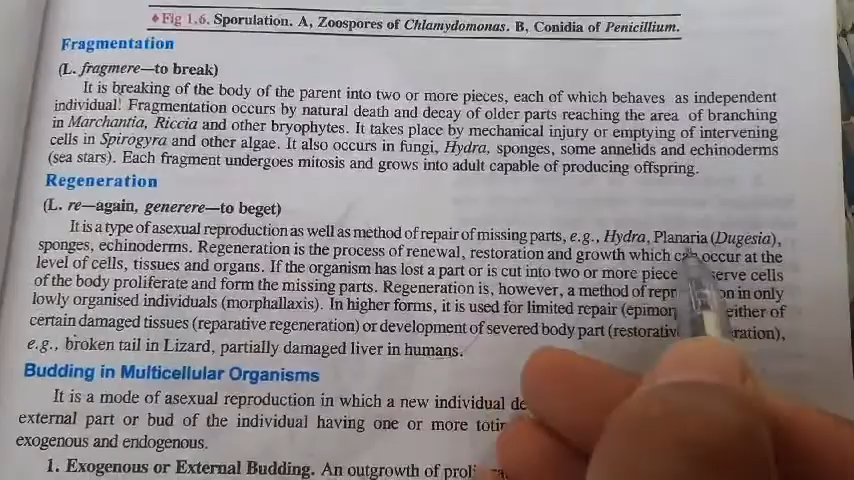 ♦Fig 1.6. Sporulation. A, Zoospores of Chlamydomonas. B, Conidia of Penicillium.
Fragmentation
(L. fragmere—to break)
It is breaking of the body of the parent into two or more pieces, each of which behaves as independent
individual. Fragmentation occurs by natural death and decay of older parts reaching the area of branching
in Marchantia, Riccia and other bryophytes. It takes place by mechanical injury or emptying of intervening
cells in Spirogyra and other algae. It also occurs in fungi, Hydra, sponges, some annelids and echinoderms
(sea stars). Each fragment undergoes mitosis and grows into adult capable of producing offspring.
Regeneration
(L. re—again, generere—to beget)
It is a type of asexual reproduction as well as method of repair of missing parts, e.g., Hydra, Planaria (Dugesia),
sponges, echinoderms. Regeneration is the process of renewal, restoration and growth which can occur at the
level of cells, tissues and organs. If the organism has lost a part or is cut into two or more piece serve cells
of the body proliferate and form the missing parts. Regeneration is, however, a method of repr on in only
lowly organised individuals (morphallaxis). In higher forms, it is used for limited repair (epimor either of
certain damaged tissues (reparative regeneration) or development of severed body part (restorativ ration),
e.g., broken tail in Lizard, partially damaged liver in humans.
Budding in Multicellular Organisms
It is a mode of asexual reproduction in which a new individual de
external part or bud of the individual having one or more totir
exogenous and endogenous.
1. Exogenous or External Budding. An outgrowth of proli